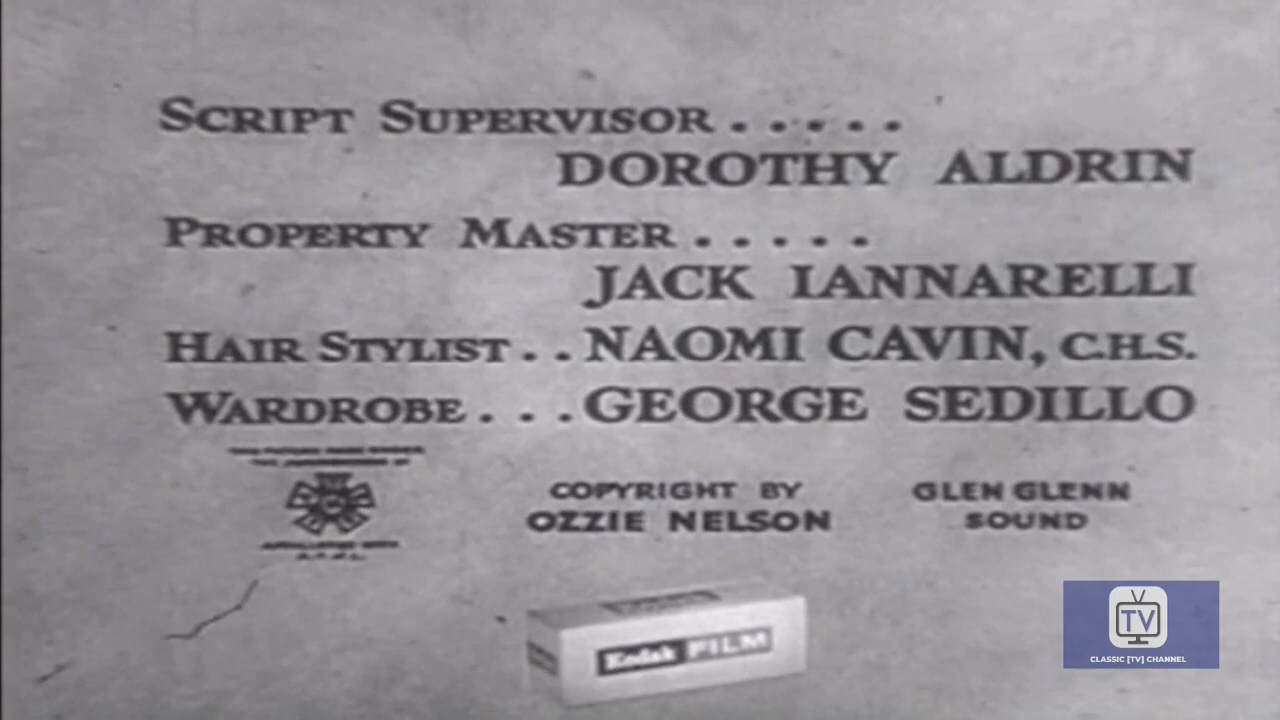 SCRIPT SUPERVISOR . . . . .
DOROTHY ALDRIN
PROPERTY MASTER . . . . .
JACK IANNARELLI
HAIR STYLIST . . NAOMI CAVIN, C.H.S.
WARDROBE . . . GEORGE SEDILLO
COPYRIGHT BY
OZZIE NELSON
GLEN GLENN
SOUND
Kodak FILM
TV
CLASSIC [TV] CHANNEL